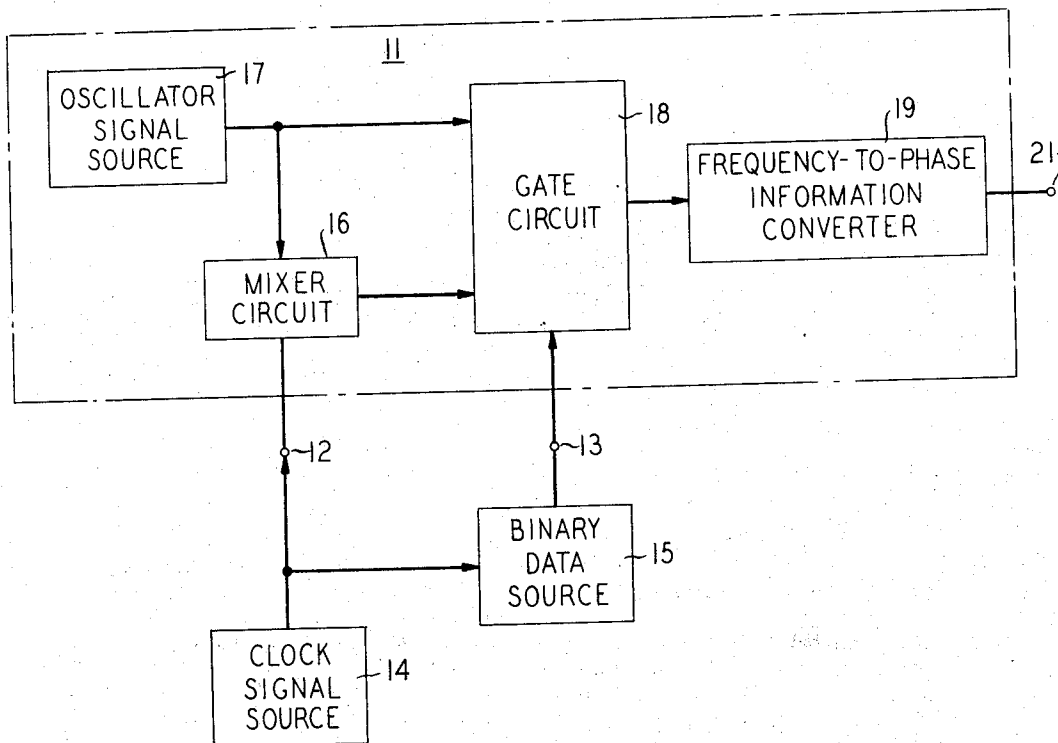 11
17
OSCILLATOR
SIGNAL
SOURCE
18
GATE
CIRCUIT
19
FREQUENCY-TO-PHASE
INFORMATION
CONVERTER
21
16
MIXER
CIRCUIT
12
13
BINARY
DATA
SOURCE
15
CLOCK
SIGNAL
SOURCE
14